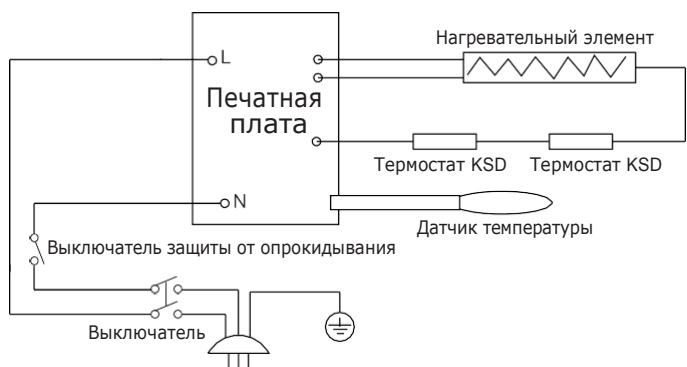 Нагревательный элемент
L
Печатная
плата
Термостат KSD
Термостат KSD
N
Датчик температуры
Выключатель защиты от опрокидывания
Выключатель